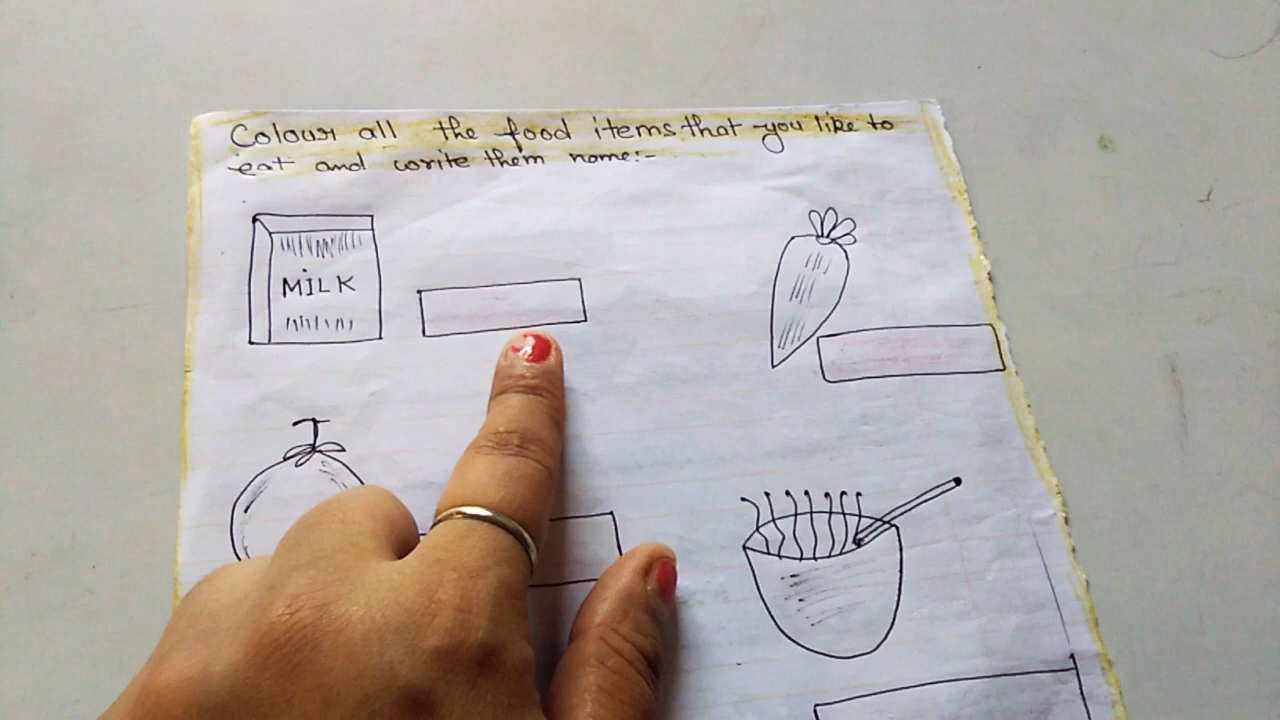 Colour all the food items that you like to
eat and write them name:-
MiLK